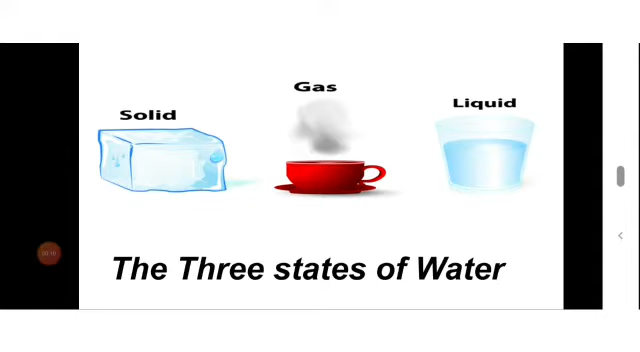 Gas
Solid
Liquid
The Three states of Water